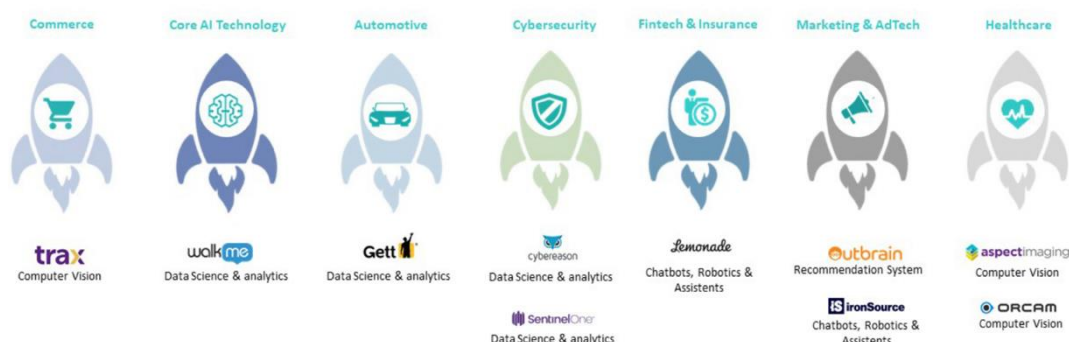 Commerce
Core AI Technology
Automotive
Cybersecurity
Fintech & Insurance
Marketing & AdTech
Healthcare
trax
Computer Vision
walkme
Data Science & analytics
Gett
Data Science & analytics
cybereason
Data Science & analytics
SentinelOne
Data Science & analytics
Lemonade
Chatbots, Robotics &
Assistents
Outbrain
Recommendation System
iS ironSource
Chatbots, Robotics &
Assistents
aspectimaging
Computer Vision
ORCAM
Computer Vision